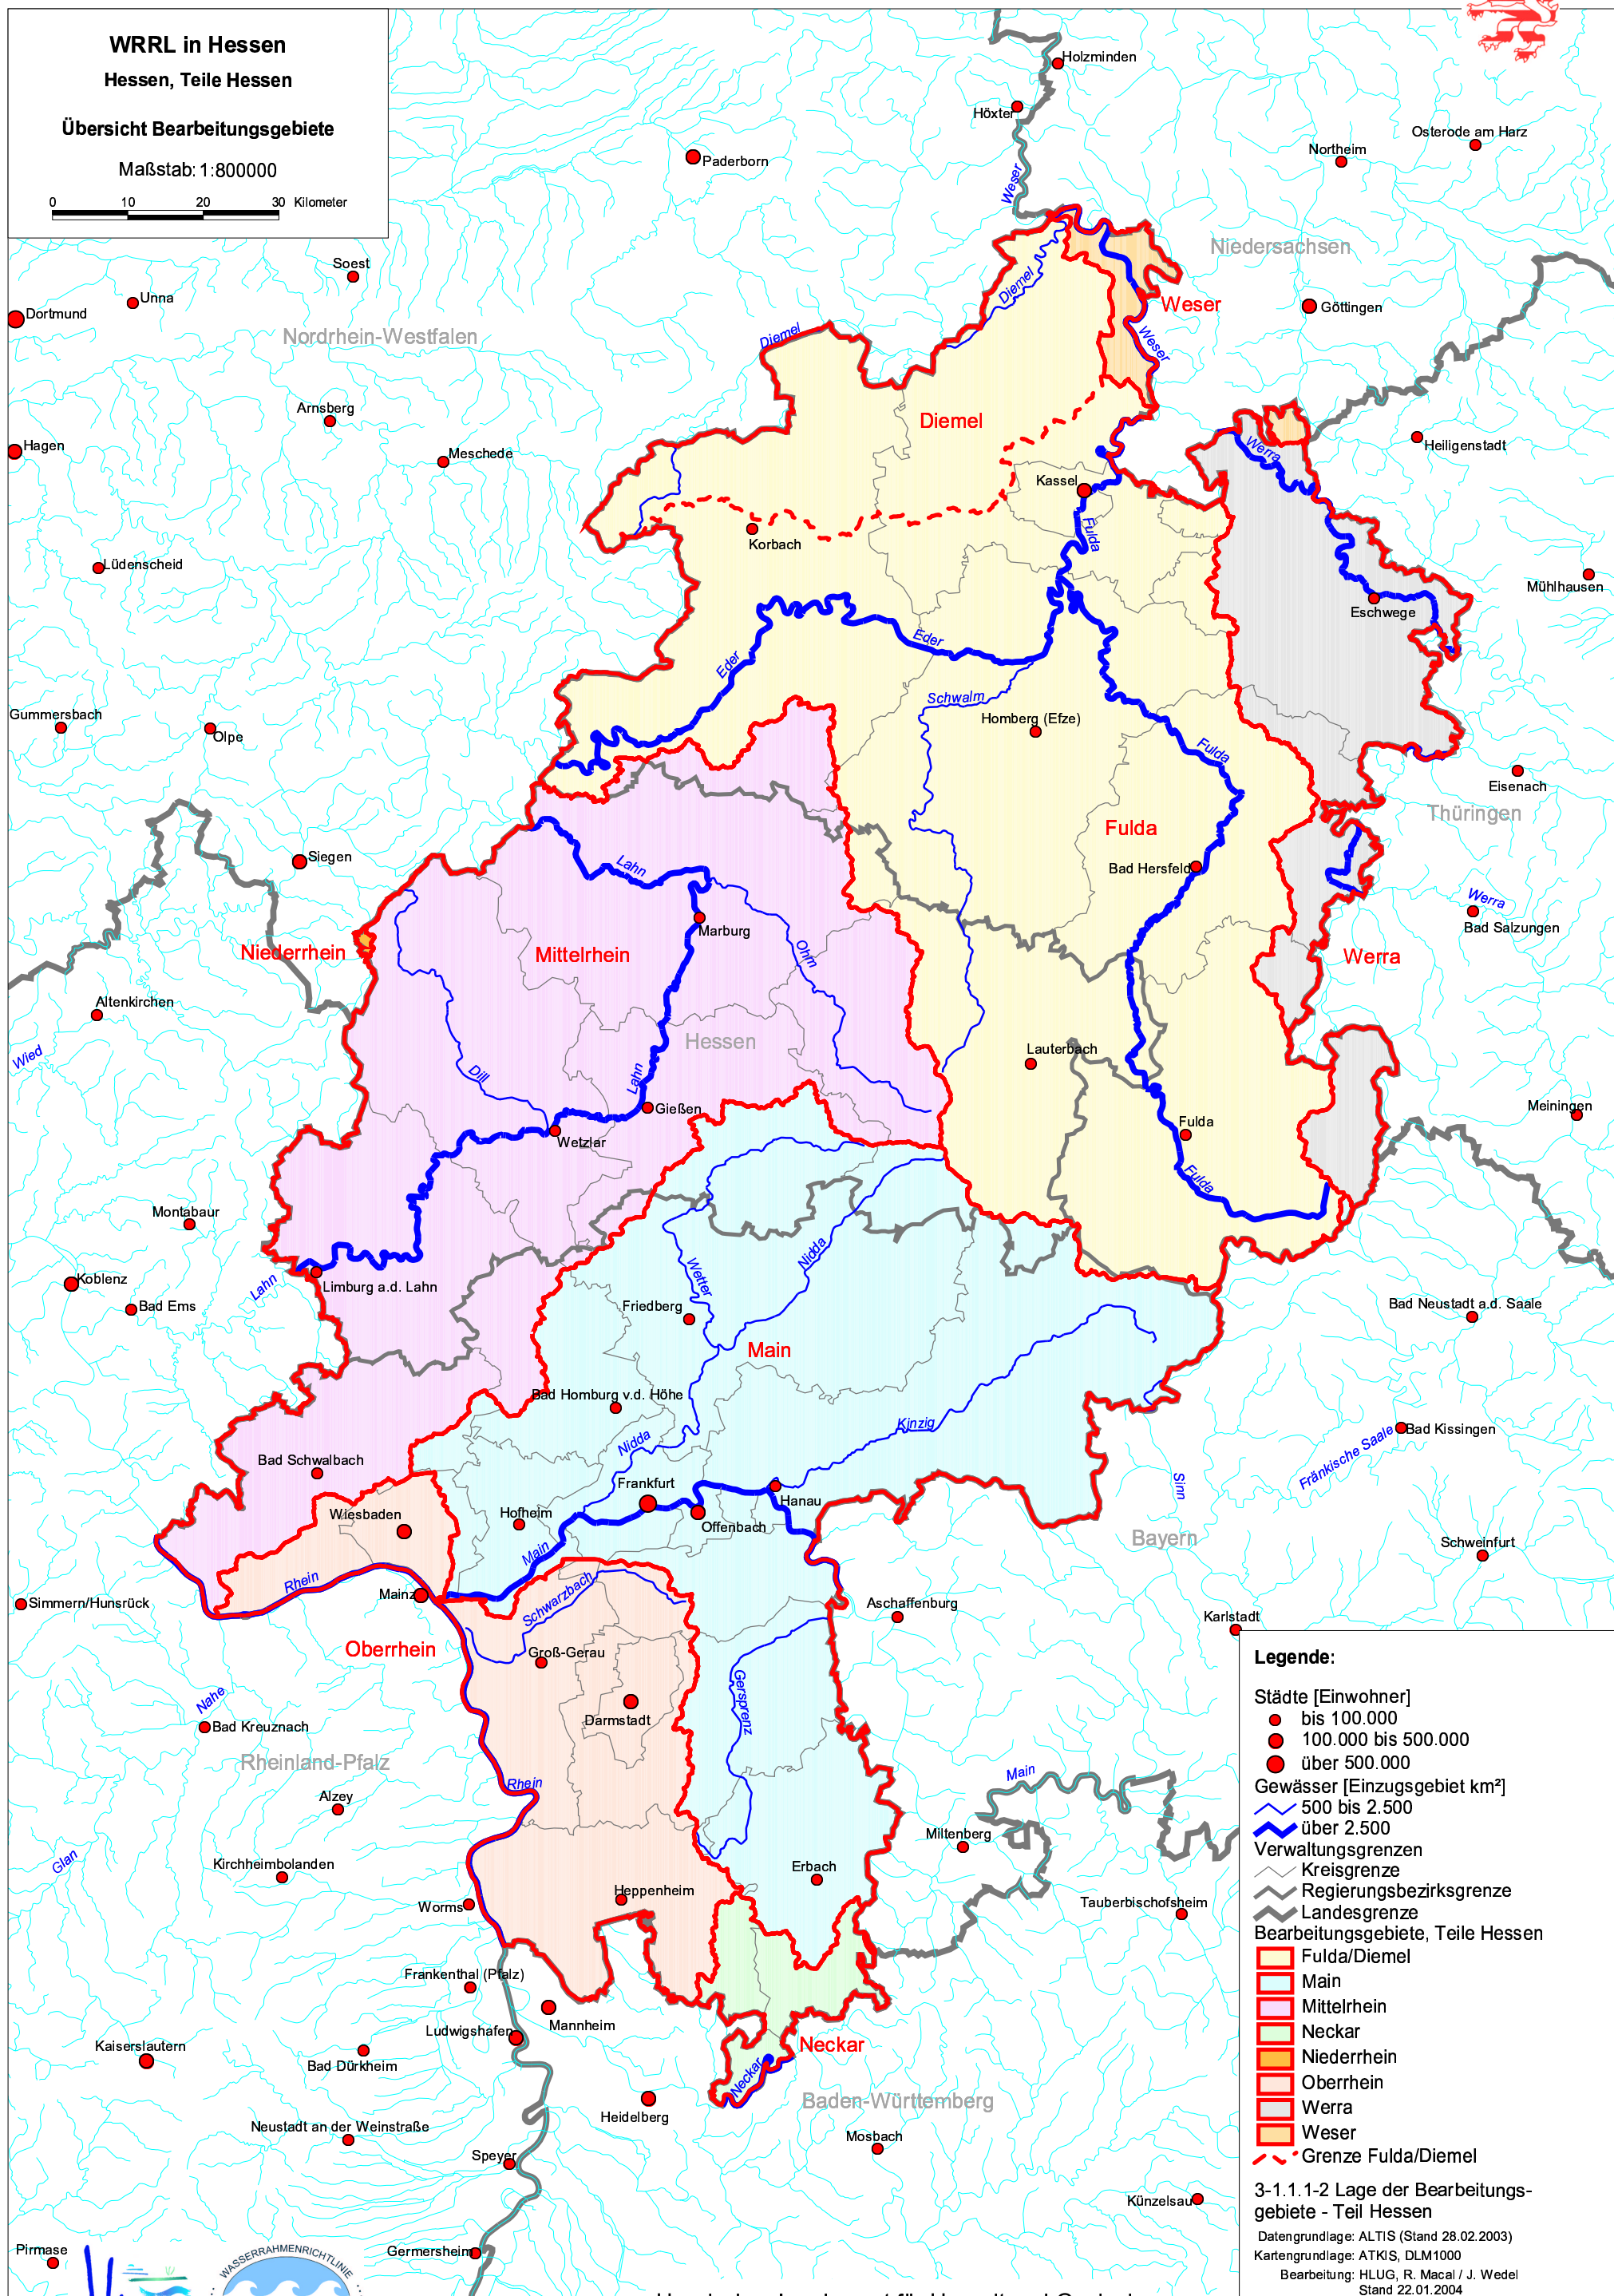 WRRL in Hessen
Hessen, Teile Hessen
Übersicht Bearbeitungsgebiete
Maßstab: 1:800000
0 10 20 30 Kilometer
Holzminden
Höxter
Osterode am Harz
Northeim
Paderborn
Weser
Niedersachsen
Soest
Unna
Dortmund
Diemel
Weser
Göttingen
Nordrhein-Westfalen
Diemel
Weser
Arnsberg
Diemel
Hagen
Meschede
Heiligenstadt
Werra
Kassel
Fulda
Korbach
Lüdenscheid
Mühlhausen
Eschwege
Eder
Eder
Schwalm
Gummersbach
Olpe
Homberg (Efze)
Fulda
Eisenach
Thüringen
Fulda
Siegen
Lahn
Bad Hersfeld
Werra
Bad Salzungen
Marburg
Niederrhein
Mittelrhein
Ohm
Werra
Altenkirchen
Hessen
Wied
Lauterbach
Dill
Lahn
Gießen
Meiningen
Wetzlar
Fulda
Fulda
Montabaur
Nidda
Wetter
Koblenz
Lahn
Limburg a.d. Lahn
Bad Ems
Friedberg
Bad Neustadt a.d. Saale
Main
Bad Homburg v.d. Höhe
Kinzig
Bad Kissingen
Nidda
Fränkische Saale
Bad Schwalbach
Sinn
Frankfurt
Hanau
Wiesbaden
Hofheim
Offenbach
Bayern
Schweinfurt
Main
Rhein
Mainz
Schwarzbach
Simmern/Hunsrück
Aschaffenburg
Karlstadt
Oberrhein
Groß-Gerau
Nahe
Gersprenz
Darmstadt
Bad Kreuznach
Rheinland-Pfalz
Main
Rhein
Alzey
Miltenberg
Glan
Kirchheimbolanden
Erbach
Heppenheim
Worms
Tauberbischofsheim
Frankenthal (Pfalz)
Mannheim
Ludwigshafen
Kaiserslautern
Bad Dürkheim
Neckar
Neckar
Baden-Württemberg
Heidelberg
Neustadt an der Weinstraße
Mosbach
Speyer
Künzelsau
Pirmase
Germersheim
WASSERRAHMENRICHTLINIE
Legende:
Städte [Einwohner]
bis 100.000
100.000 bis 500.000
über 500.000
Gewässer [Einzugsgebiet km²]
500 bis 2.500
über 2.500
Verwaltungsgrenzen
Kreisgrenze
Regierungsbezirksgrenze
Landesgrenze
Bearbeitungsgebiete, Teile Hessen
Fulda/Diemel
Main
Mittelrhein
Neckar
Niederrhein
Oberrhein
Werra
Weser
Grenze Fulda/Diemel
3-1.1.1-2 Lage der Bearbeitungs-
gebiete - Teil Hessen
Datengrundlage: ALTIS (Stand 28.02.2003)
Kartengrundlage: ATKIS, DLM1000
Bearbeitung: HLUG, R. Macal / J. Wedel
Stand 22.01.2004